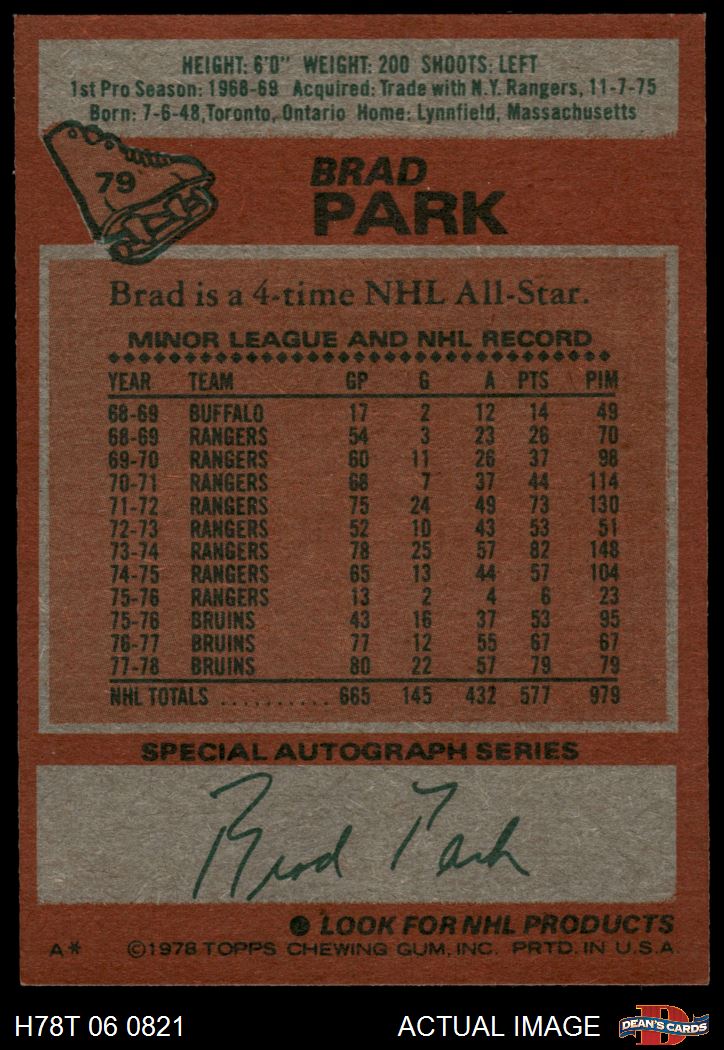 HEIGHT: 6'0" WEIGHT: 200 SHOOTS: LEFT
1st Pro Season: 1968-69 Acquired: Trade with N.Y. Rangers, 11-7-75
Born: 7-6-48, Toronto, Ontario Home: Lynnfield, Massachusetts
79
BRAD
PARK
Brad is a 4-time NHL All-Star.
MINOR LEAGUE AND NHL RECORD
YEAR TEAM GP G A PTS PIM
68-69 BUFFALO 17 2 12 14 49
68-69 RANGERS 54 3 23 26 70
69-70 RANGERS 60 11 26 37 98
70-71 RANGERS 68 7 37 44 114
71-72 RANGERS 75 24 49 73 130
72-73 RANGERS 52 10 43 53 51
73-74 RANGERS 78 25 57 82 148
74-75 RANGERS 65 13 44 57 104
75-76 RANGERS 13 2 4 6 23
75-76 BRUINS 43 16 37 53 95
76-77 BRUINS 77 12 55 67 67
77-78 BRUINS 80 22 57 79 79
NHL TOTALS .......... 665 145 432 577 979
SPECIAL AUTOGRAPH SERIES
Brad Park
LOOK FOR NHL PRODUCTS
A* ©1978 TOPPS CHEWING GUM, INC. PRTD. IN U.S.A.
H78T 06 0821 ACTUAL IMAGE D DEAN'S CARDS